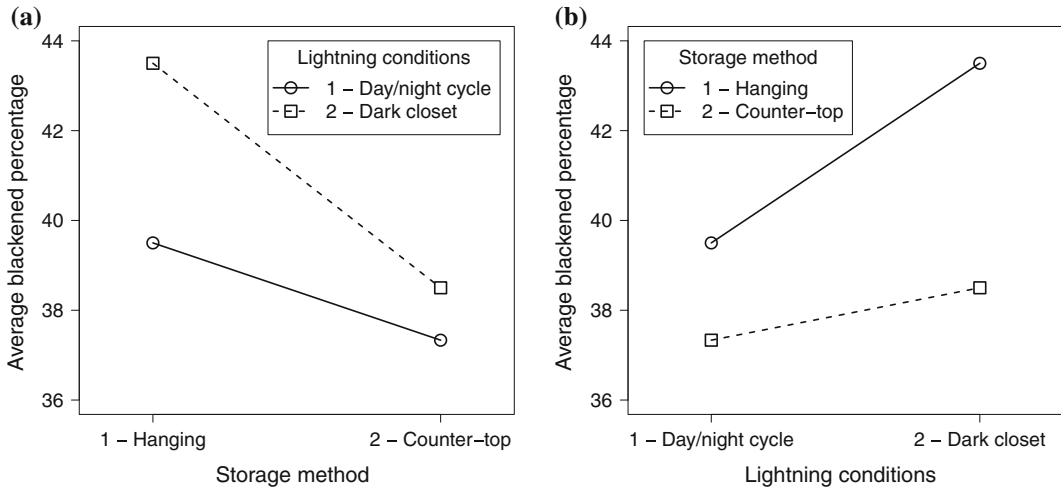 (a)
Average blackened percentage
44
42
40
38
36
Lightning conditions
1 – Day/night cycle
2 – Dark closet
1 – Hanging
2 – Counter–top
Storage method
(b)
Average blackened percentage
44
42
40
38
36
Storage method
1 – Hanging
2 – Counter–top
1 – Day/night cycle
2 – Dark closet
Lightning conditions